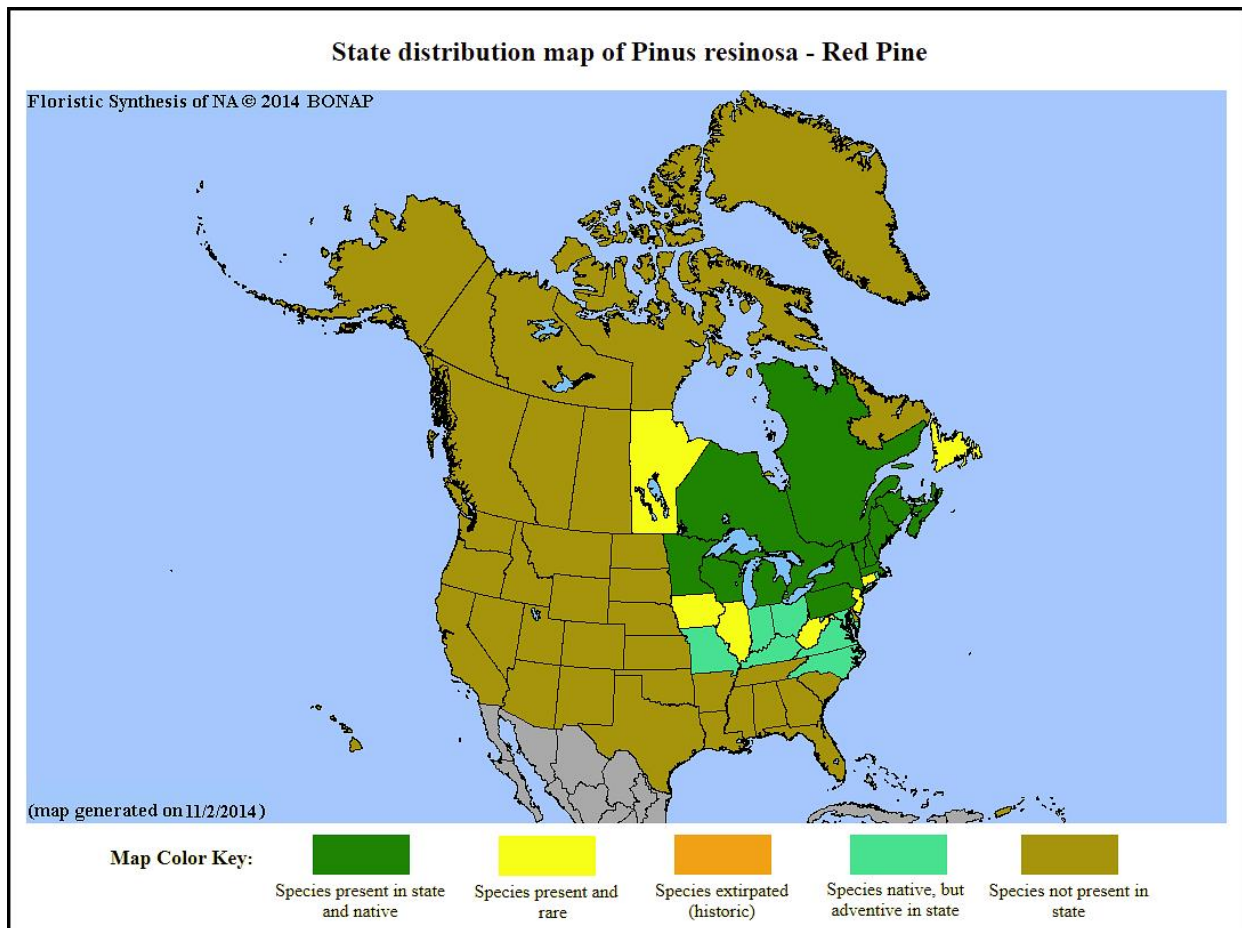 State distribution map of Pinus resinosa - Red Pine
Floristic Synthesis of NA © 2014 BONAP
(map generated on 11/2/2014 )
Map Color Key:
Species present in state
and native
Species present and
rare
Species extirpated
(historic)
Species native, but
adventive in state
Species not present in
state